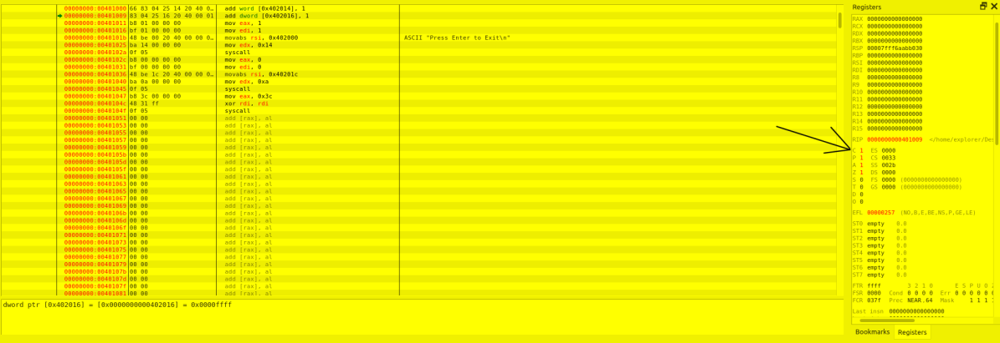 00000000:00401000 66 83 04 25 14 20 40 0… add word [0x402014], 1
00000000:00401009 83 04 25 16 20 40 00 01 add dword [0x402016], 1
00000000:00401011 b8 01 00 00 00 mov eax, 1
00000000:00401016 bf 01 00 00 00 mov edi, 1
00000000:0040101b 48 be 00 20 40 00 00 0… movabs rsi, 0x402000 ASCII "Press Enter to Exit\n"
00000000:00401025 ba 14 00 00 00 mov edx, 0x14
00000000:0040102a 0f 05 syscall
00000000:0040102c b8 00 00 00 00 mov eax, 0
00000000:00401031 bf 00 00 00 00 mov edi, 0
00000000:00401036 48 be 1c 20 40 00 00 0… movabs rsi, 0x40201c
00000000:00401040 ba 0a 00 00 00 mov edx, 0xa
00000000:00401045 0f 05 syscall
00000000:00401047 b8 3c 00 00 00 mov eax, 0x3c
00000000:0040104c 48 31 ff xor rdi, rdi
00000000:0040104f 0f 05 syscall
00000000:00401051 00 00 add [rax], al
00000000:00401053 00 00 add [rax], al
00000000:00401055 00 00 add [rax], al
00000000:00401057 00 00 add [rax], al
00000000:00401059 00 00 add [rax], al
00000000:0040105b 00 00 add [rax], al
00000000:0040105d 00 00 add [rax], al
00000000:0040105f 00 00 add [rax], al
00000000:00401061 00 00 add [rax], al
00000000:00401063 00 00 add [rax], al
00000000:00401065 00 00 add [rax], al
00000000:00401067 00 00 add [rax], al
00000000:00401069 00 00 add [rax], al
00000000:0040106b 00 00 add [rax], al
00000000:0040106d 00 00 add [rax], al
00000000:0040106f 00 00 add [rax], al
00000000:00401071 00 00 add [rax], al
00000000:00401073 00 00 add [rax], al
00000000:00401075 00 00 add [rax], al
00000000:00401077 00 00 add [rax], al
00000000:00401079 00 00 add [rax], al
00000000:0040107b 00 00 add [rax], al
00000000:0040107d 00 00 add [rax], al
00000000:0040107f 00 00 add [rax], al
00000000:00401081 00 00 add [rax], al
dword ptr [0x402016] = [0x0000000000402016] = 0x0000ffff
Registers
RAX 0000000000000000
RCX 0000000000000000
RDX 0000000000000000
RBX 0000000000000000
RSP 00007fff6aabb030
RBP 0000000000000000
RSI 0000000000000000
RDI 0000000000000000
R8 0000000000000000
R9 0000000000000000
R10 0000000000000000
R11 0000000000000000
R12 0000000000000000
R13 0000000000000000
R14 0000000000000000
R15 0000000000000000
RIP 0000000000401009 </home/explorer/Des
C 1 ES 0000
P 1 CS 0033
A 1 SS 002b
Z 1 DS 0000
S 0 FS 0000 (0000000000000000)
T 0 GS 0000 (0000000000000000)
D 0
O 0
EFL 00000257 (NO,B,E,BE,NS,P,GE,LE)
ST0 empty 0.0
ST1 empty 0.0
ST2 empty 0.0
ST3 empty 0.0
ST4 empty 0.0
ST5 empty 0.0
ST6 empty 0.0
ST7 empty 0.0
FTR ffff 3 2 1 0 E S P U O Z
FSR 0000 Cond 0 0 0 0 Err 0 0 0 0 0 0
FCR 037f Prec NEAR,64 Mask 1 1 1 1
Last insn 0000000000000000
Bookmarks Registers